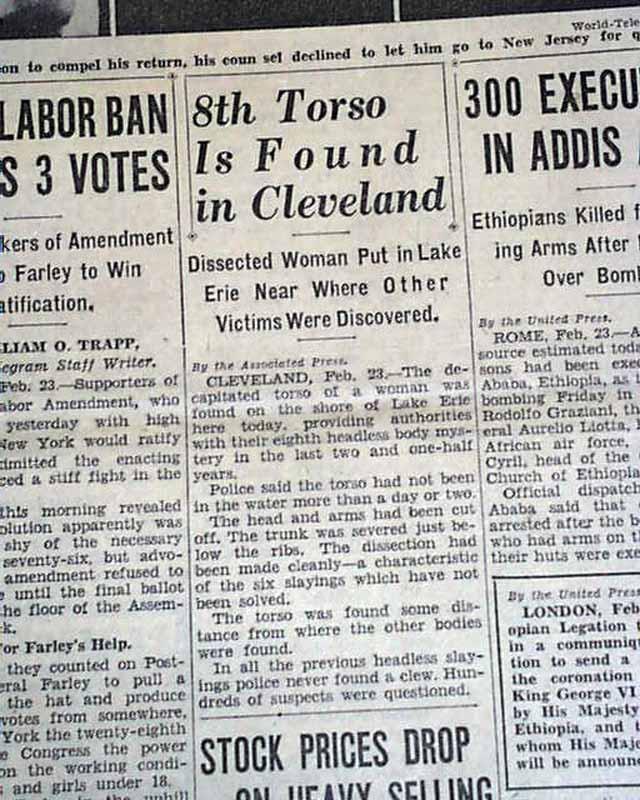 World-Tele
on to compel his return, his coun sel declined to let him go to New Jersey for q
LABOR BAN
S 3 VOTES
kers of Amendment
o Farley to Win
atification.
LIAM O. TRAPP,
egram Staff Writer.
Feb. 23.—Supporters of
abor Amendment, who
yesterday with high
New York would ratify
dmitted the enacting
ced a stiff fight in the
this morning revealed
olution apparently was
shy of the necessary
seventy-six, but advo-
amendment refused to
e until the final ballot
he floor of the Assem-
k.
or Farley's Help.
they counted on Post-
eral Farley to pull a
the hat and produce
votes from somewhere,
York the twenty-eighth
e Congress the power
on the working condi-
s and girls under 18.
8th Torso
Is Found
in Cleveland
Dissected Woman Put in Lake
Erie Near Where Other
Victims Were Discovered.
By the Associated Press.
CLEVELAND, Feb. 23.—The de-
capitated torso of a woman was
found on the shore of Lake Erie
here today, providing authorities
with their eighth headless body mys-
tery in the last two and one-half
years.
Police said the torso had not been
in the water more than a day or two.
The head and arms had been cut
off. The trunk was severed just be-
low the ribs. The dissection had
been made cleanly—a characteristic
of the six slayings which have not
been solved.
The torso was found some dis-
tance from where the other bodies
were found.
In all the previous headless slay-
ings police never found a clew. Hun-
dreds of suspects were questioned.
STOCK PRICES DROP
ON HEAVY SELLING
300 EXECU
IN ADDIS A
Ethiopians Killed f
ing Arms After
Over Bomb
By the United Press.
ROME, Feb. 23.—A
source estimated toda
sons had been exec
Ababa, Ethiopia, as
bombing Friday in
Rodolfo Graziani, th
eral Aurelio Liotta,
African air force,
Cyril, head of the
Church of Ethiopia
Official dispatch
Ababa said that
arrested after the b
who had arms on th
their huts were exe
By the United Press
LONDON, Feb.
opian Legation t
in a communiqu
tion to send a
the coronation
King George VI
by His Majesty
Ethiopia, and
whom His Maje
will be announc